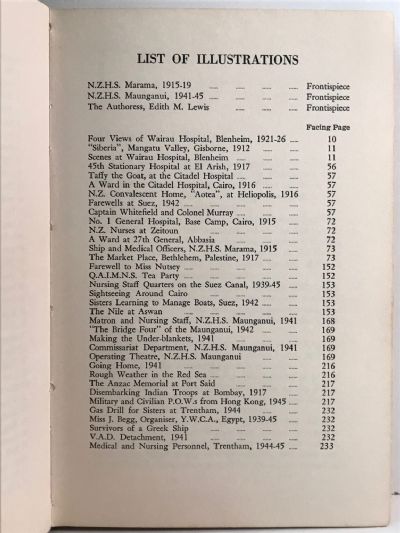 LIST OF ILLUSTRATIONS
N.Z.H.S. Marama, 1915-19 .... .... .... Frontispiece
N.Z.H.S. Maunganui, 1941-45 .... .... .... Frontispiece
The Authoress, Edith M. Lewis .... .... .... Frontispiece
Facing Page
Four Views of Wairau Hospital, Blenheim, 1921-26 .... 10
"Siberia", Mangatu Valley, Gisborne, 1912 .... .... 11
Scenes at Wairau Hospital, Blenheim .... .... 11
45th Stationary Hospital at El Arish, 1917 .... .... 56
Taffy the Goat, at the Citadel Hospital .... .... 57
A Ward in the Citadel Hospital, Cairo, 1916 .... .... 57
N.Z. Convalescent Home, "Aotea", at Heliopolis, 1916 57
Farewells at Suez, 1942 .... .... .... .... 57
Captain Whitefield and Colonel Murray .... .... 57
No. 1 General Hospital, Base Camp, Cairo, 1915 .... 72
N.Z. Nurses at Zeitoun .... .... .... .... 72
A Ward at 27th General, Abbasia .... .... .... 72
Ship and Medical Officers, N.Z.H.S. Marama, 1915 .... 73
The Market Place, Bethlehem, Palestine, 1917 .... .... 73
Farewell to Miss Nutsey .... .... .... .... 152
Q.A.I.M.N.S. Tea Party .... .... .... .... 152
Nursing Staff Quarters on the Suez Canal, 1939-45 .... 153
Sightseeing Around Cairo .... .... .... .... 153
Sisters Learning to Manage Boats, Suez, 1942 .... .... 153
The Nile at Aswan .... .... .... .... 153
Matron and Nursing Staff, N.Z.H.S. Maunganui, 1941 168
"The Bridge Four" of the Maunganui, 1942 .... .... 169
Making the Under-blankets, 1941 .... .... .... 169
Commissariat Department, N.Z.H.S. Maunganui, 1941 169
Operating Theatre, N.Z.H.S. Maunganui .... .... 169
Going Home, 1941 .... .... .... .... 216
Rough Weather in the Red Sea .... .... .... 216
The Anzac Memorial at Port Said .... .... .... 217
Disembarking Indian Troops at Bombay, 1917 .... .... 217
Military and Civilian P.O.W.s from Hong Kong, 1945 .... 217
Gas Drill for Sisters at Trentham, 1944 .... .... 232
Miss J. Begg, Organiser, Y.W.C.A., Egypt, 1939-45 .... 232
Survivors of a Greek Ship .... .... .... .... 232
V.A.D. Detachment, 1941 .... .... .... .... 232
Medical and Nursing Personnel, Trentham, 1944-45 .... 233